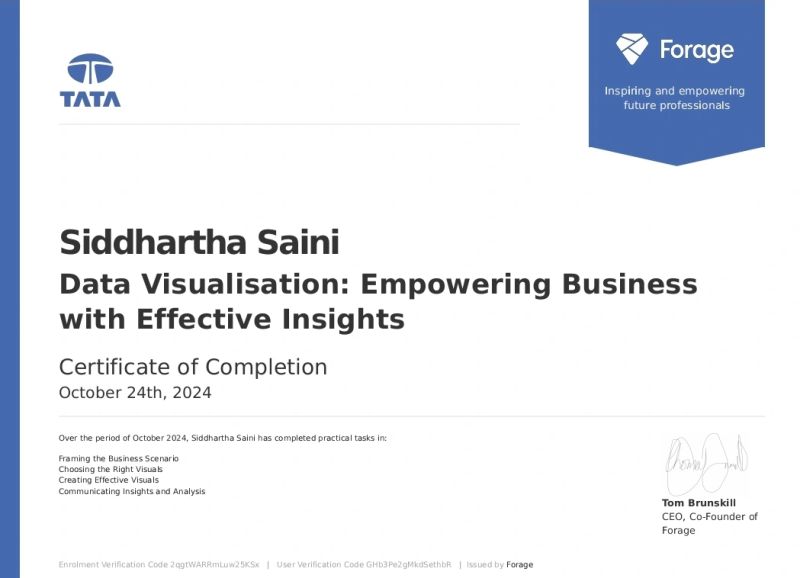 TATA
Forage
Inspiring and empowering
future professionals
Siddhartha Saini
Data Visualisation: Empowering Business
with Effective Insights
Certificate of Completion
October 24th, 2024
Over the period of October 2024, Siddhartha Saini has completed practical tasks in:
Framing the Business Scenario
Choosing the Right Visuals
Creating Effective Visuals
Communicating Insights and Analysis
Tom Brunskill
CEO, Co-Founder of
Forage
Enrolment Verification Code 2qgtWARRmLuw25KSx | User Verification Code GHb3Pe2gMkdSethbR | Issued by Forage